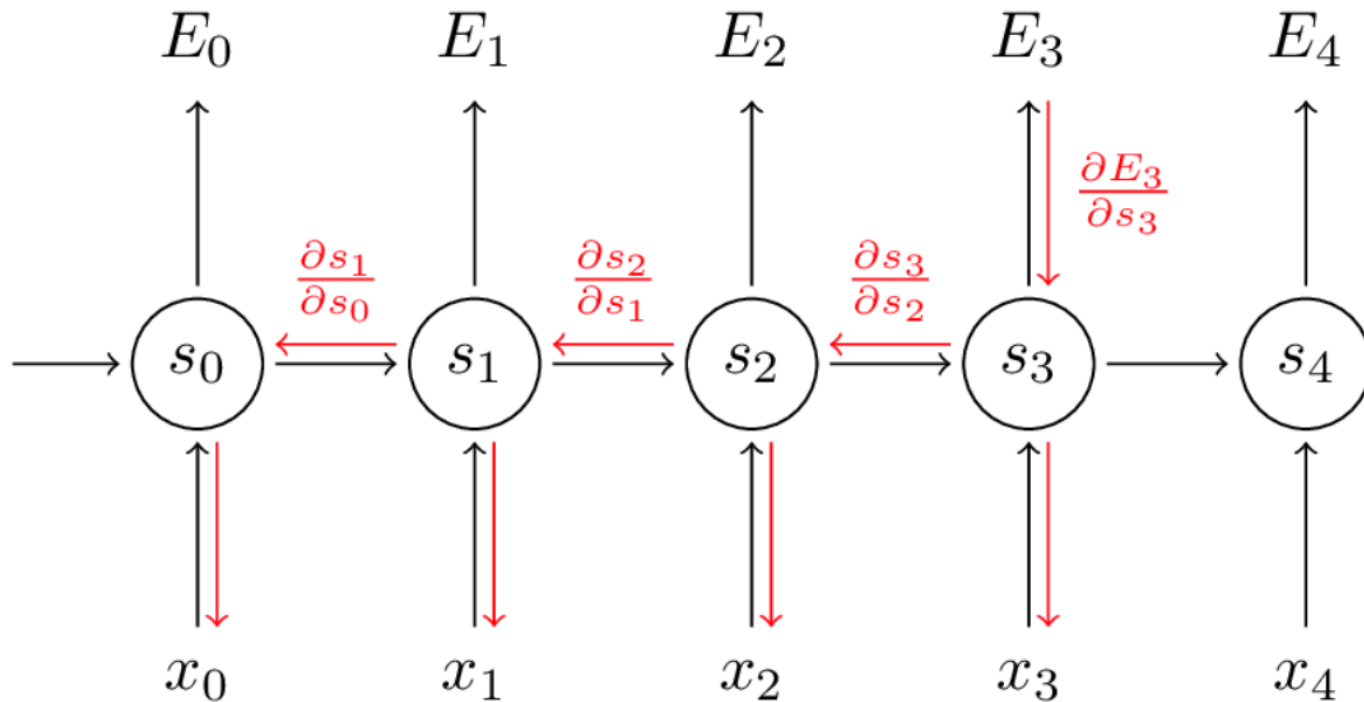 E₀ E₁ E₂ E₃ E₄
∂E₃/∂s₃
∂s₁/∂s₀ ∂s₂/∂s₁ ∂s₃/∂s₂
s₀ s₁ s₂ s₃ s₄
x₀ x₁ x₂ x₃ x₄